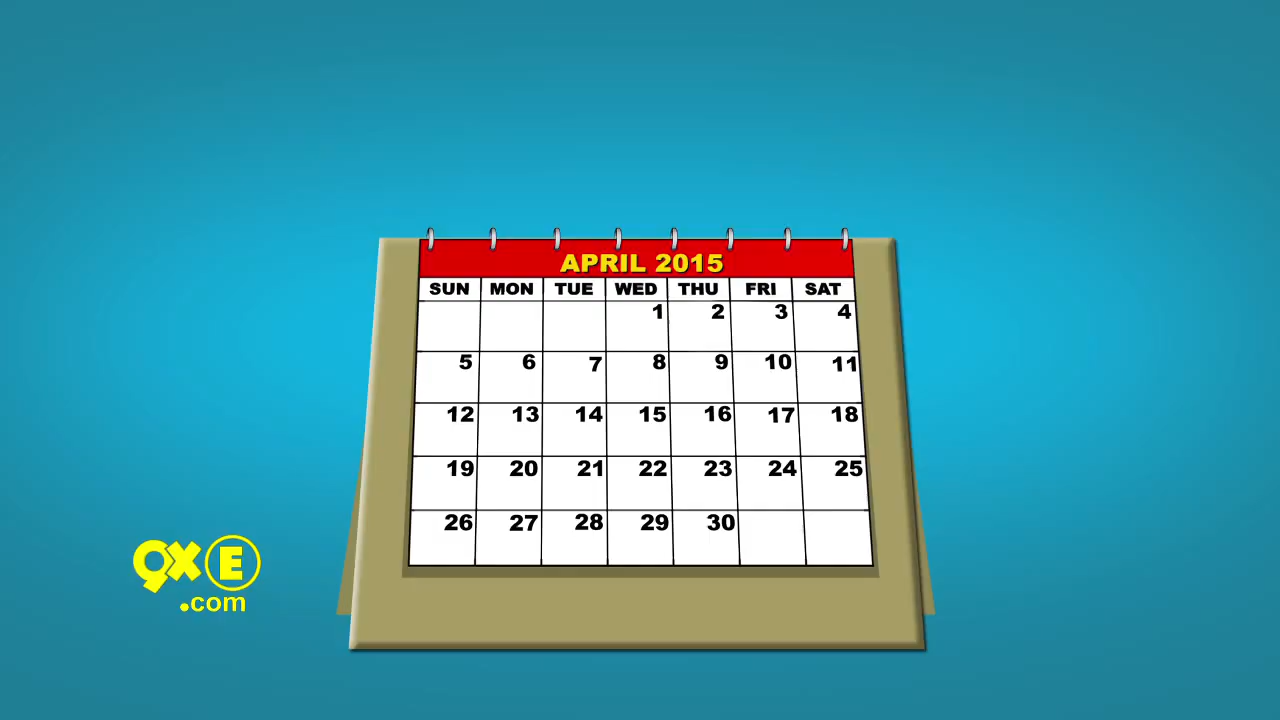 APRIL 2015
SUN MON TUE WED THU FRI SAT
1 2 3 4
5 6 7 8 9 10 11
12 13 14 15 16 17 18
19 20 21 22 23 24 25
26 27 28 29 30
9XE
.com